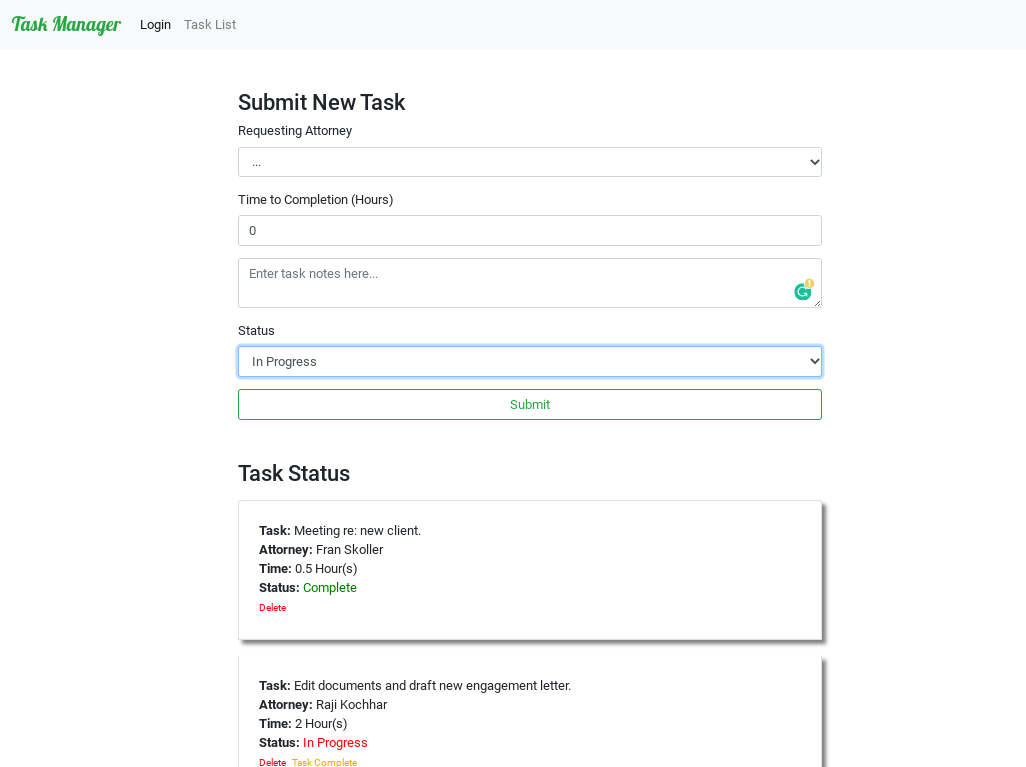 Task Manager Login Task List
Submit New Task
Requesting Attorney
...
Time to Completion (Hours)
0
Enter task notes here...
Status
In Progress
Submit
Task Status
Task: Meeting re: new client.
Attorney: Fran Skoller
Time: 0.5 Hour(s)
Status: Complete
Delete
Task: Edit documents and draft new engagement letter.
Attorney: Raji Kochhar
Time: 2 Hour(s)
Status: In Progress
Delete Task Complete